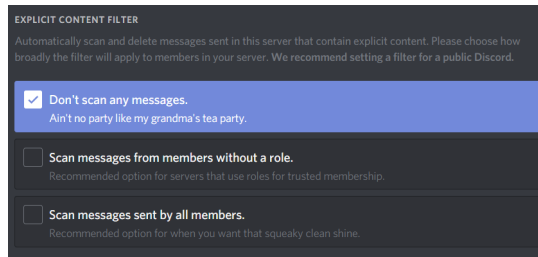 EXPLICIT CONTENT FILTER
Automatically scan and delete messages sent in this server that contain explicit content. Please choose how
broadly the filter will apply to members in your server. We recommend setting a filter for a public Discord.
Don't scan any messages.
Ain't no party like my grandma's tea party.
Scan messages from members without a role.
Recommended option for servers that use roles for trusted membership.
Scan messages sent by all members.
Recommended option for when you want that squeaky clean shine.